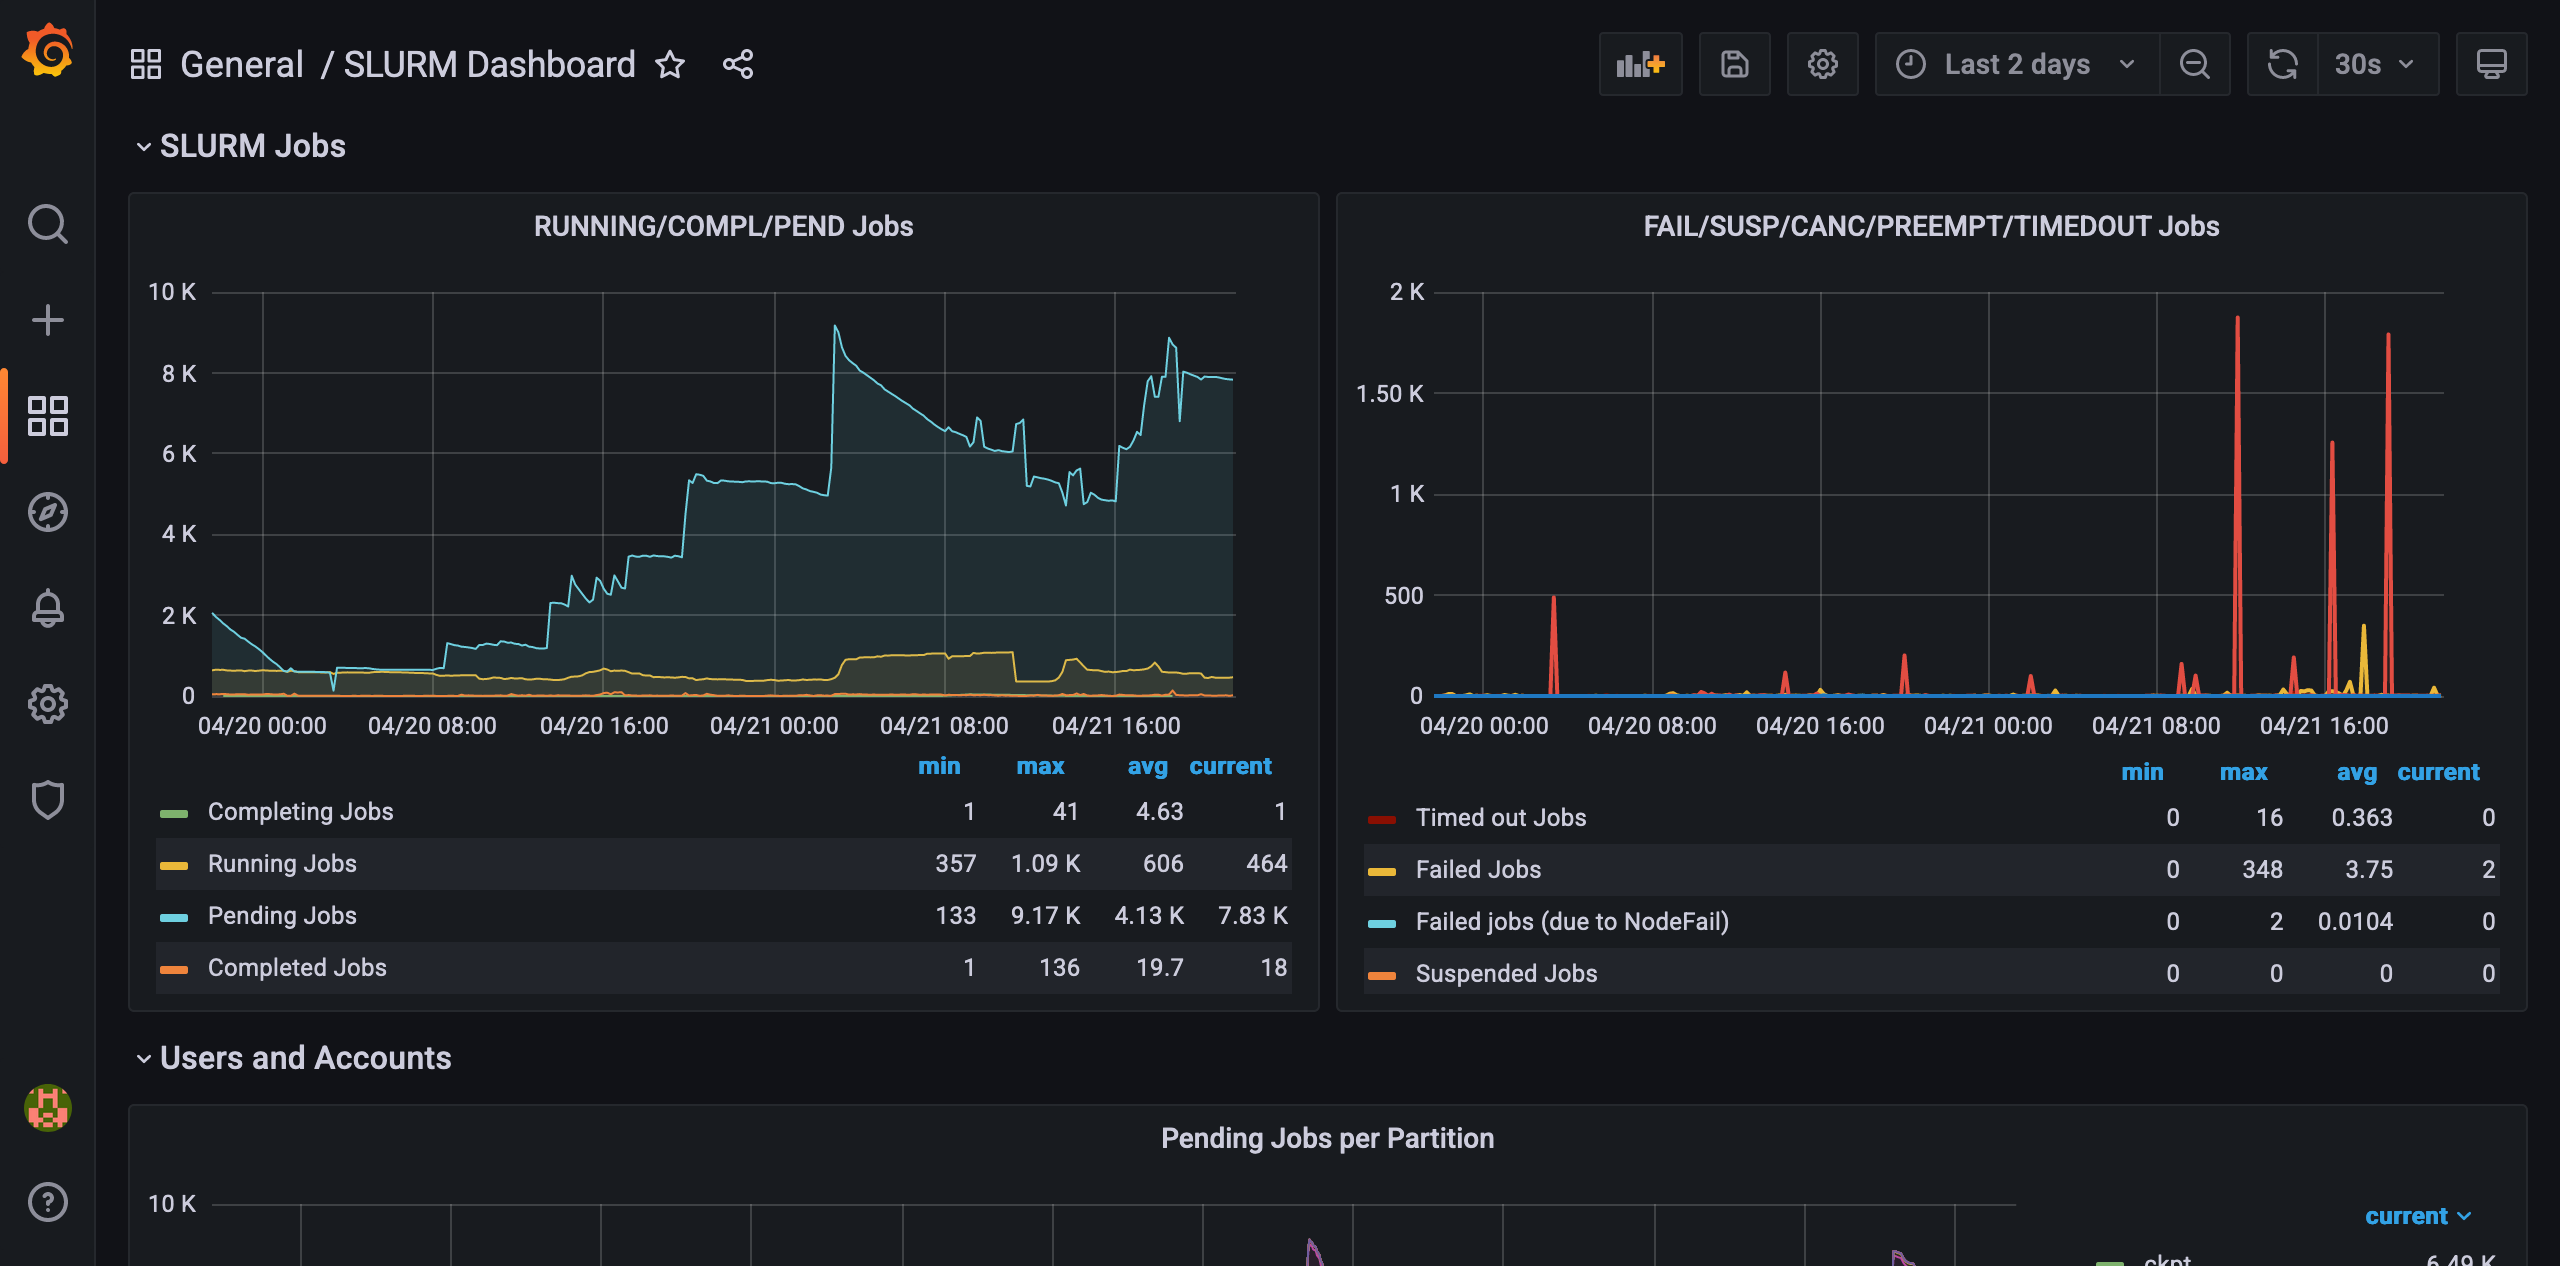 General / SLURM Dashboard
Last 2 days
30s
SLURM Jobs
RUNNING/COMPL/PEND Jobs
10 K
8 K
6 K
4 K
2 K
0
04/20 00:00 04/20 08:00 04/20 16:00 04/21 00:00 04/21 08:00 04/21 16:00
min max avg current
Completing Jobs 1 41 4.63 1
Running Jobs 357 1.09 K 606 464
Pending Jobs 133 9.17 K 4.13 K 7.83 K
Completed Jobs 1 136 19.7 18
FAIL/SUSP/CANC/PREEMPT/TIMEDOUT Jobs
2 K
1.50 K
1 K
500
0
04/20 00:00 04/20 08:00 04/20 16:00 04/21 00:00 04/21 08:00 04/21 16:00
min max avg current
Timed out Jobs 0 16 0.363 0
Failed Jobs 0 348 3.75 2
Failed jobs (due to NodeFail) 0 2 0.0104 0
Suspended Jobs 0 0 0 0
Users and Accounts
Pending Jobs per Partition
10 K
current
ckpt 6.49 K